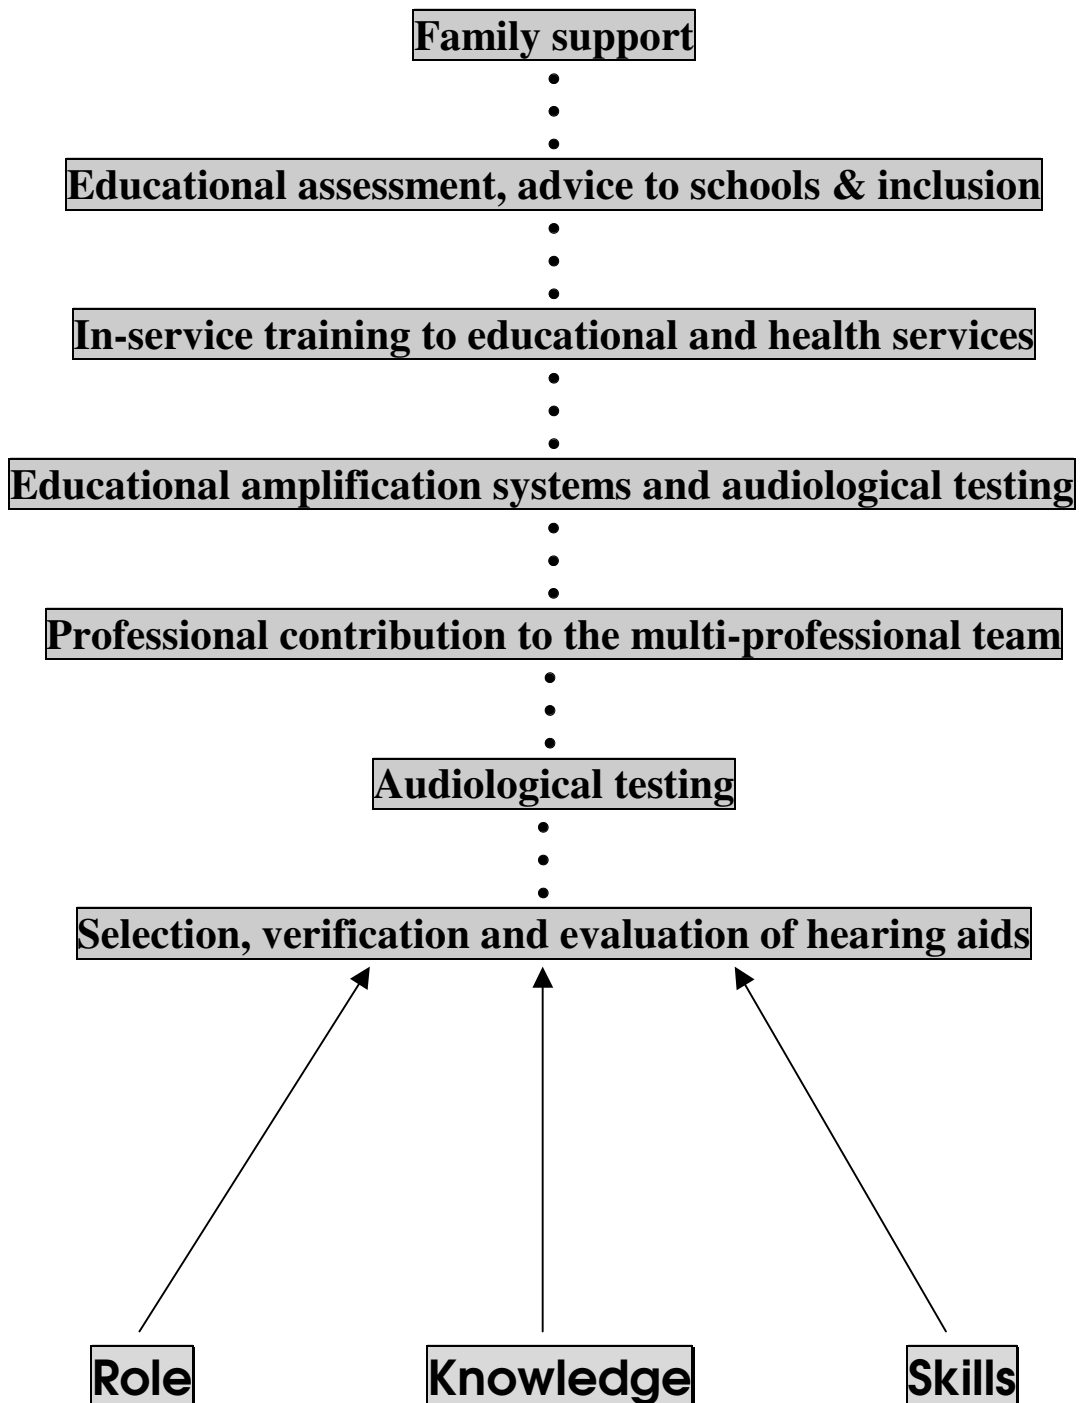 Family support
Educational assessment, advice to schools & inclusion
In-service training to educational and health services
Educational amplification systems and audiological testing
Professional contribution to the multi-professional team
Audiological testing
Selection, verification and evaluation of hearing aids
Role Knowledge Skills